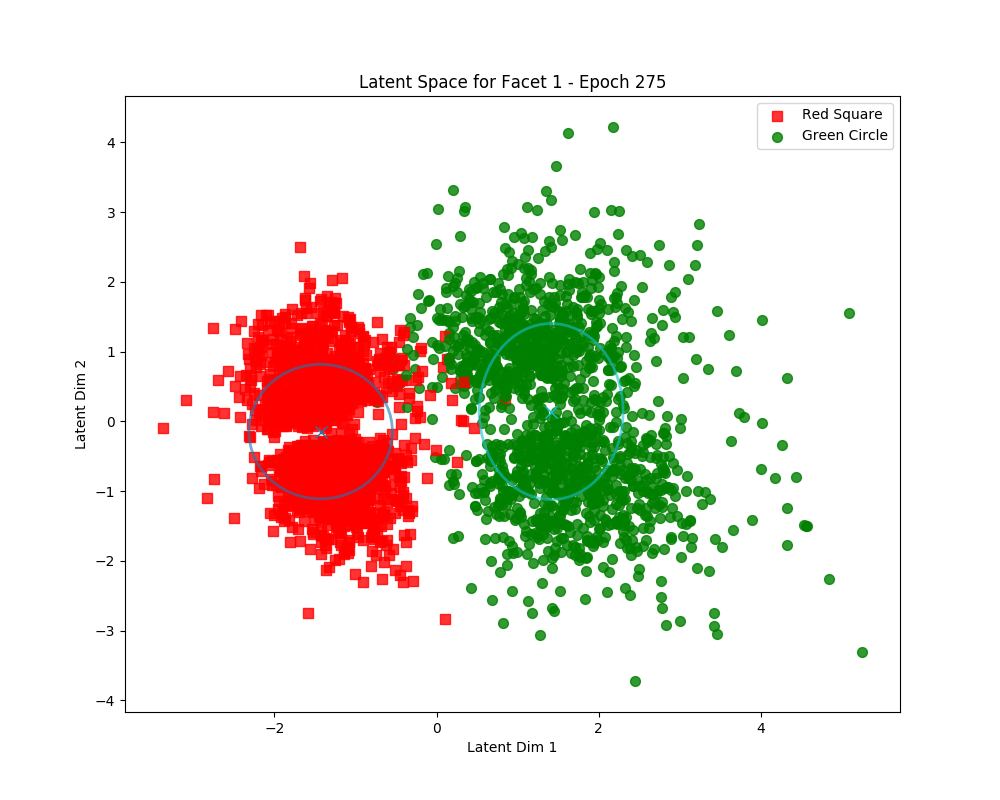 Latent Space for Facet 1 - Epoch 275
Red Square
Green Circle
4
3
2
1
0
−1
−2
−3
−4
Latent Dim 2
−2
0
2
4
Latent Dim 1